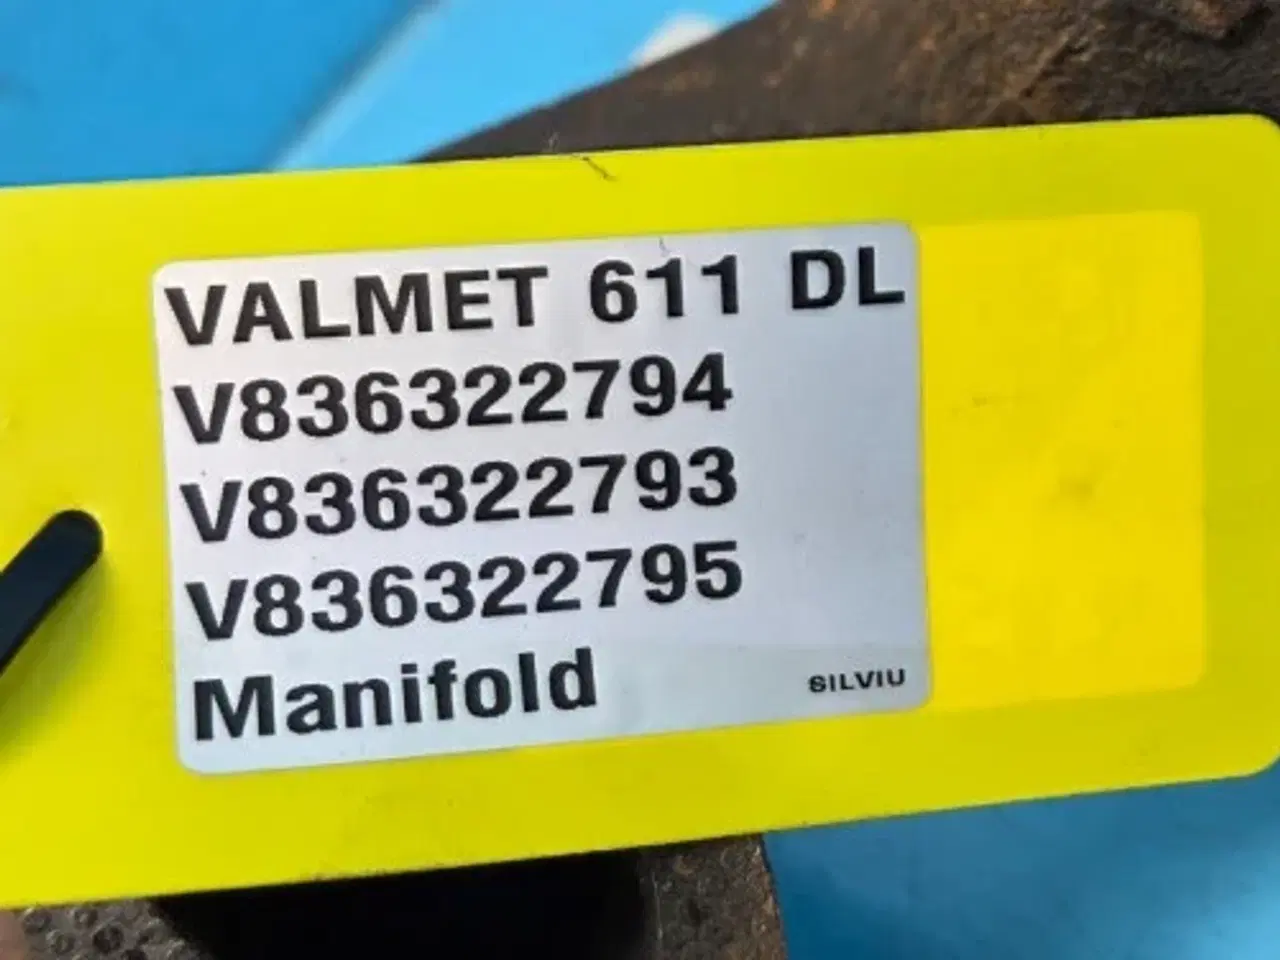 VALMET 611 DL
V836322794
V836322793
V836322795
Manifold
SILVIU